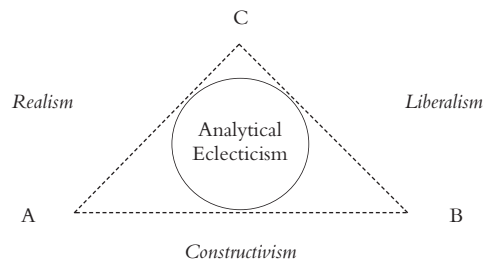 C
Realism
Liberalism
Analytical
Eclecticism
A
B
Constructivism